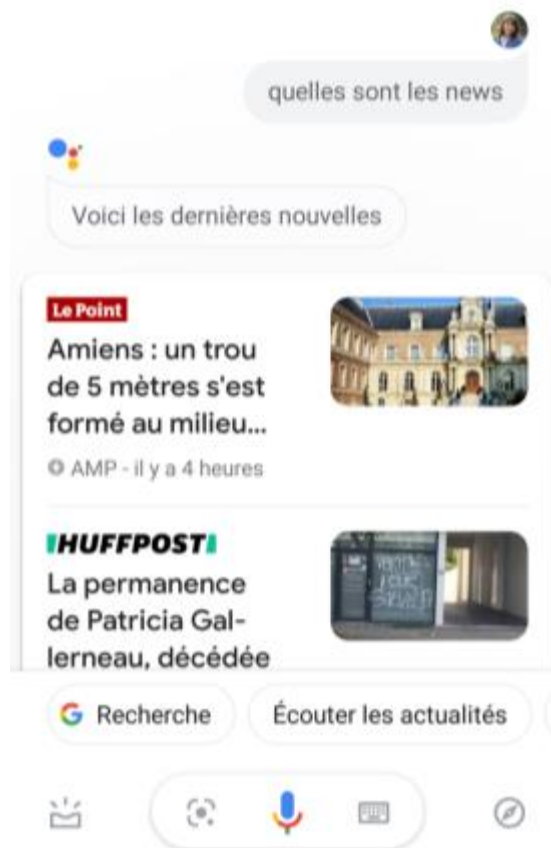 quelles sont les news
Voici les dernières nouvelles
Le Point
Amiens : un trou
de 5 mètres s'est
formé au milieu...
AMP - il y a 4 heures
HUFFPOST
La permanence
de Patricia Gal-
lerneau, décédée
Recherche
Écouter les actualités